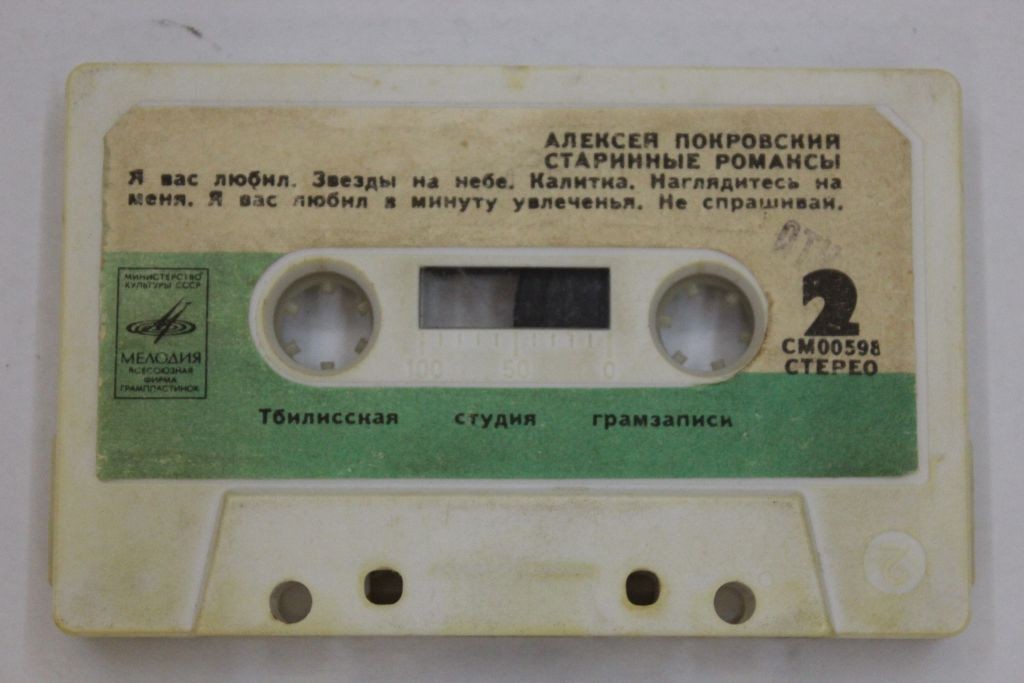 АЛЕКСЕЙ ПОКРОВСКИЙ
СТАРИННЫЕ РОМАНСЫ
Я вас любил. Звезды на небе. Калитка. Наглядитесь на
меня. Я вас любил в минуту увлеченья. Не спрашивай.
МИНИСТЕРСТВО
КУЛЬТУРЫ СССР
МЕЛОДИЯ
ВСЕСОЮЗНАЯ
ФИРМА
ГРАМПЛАСТИНОК
2
СМ00598
СТЕРЕО
100 50 0
Тбилисская студия грамзаписи
2